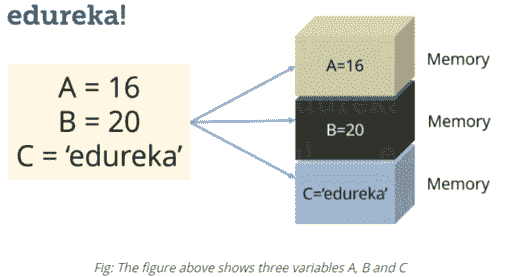 edureka!
A = 16
B = 20
C = ‘edureka’
A=16
Memory
B=20
Memory
C=‘edureka’
Memory
Fig: The figure above shows three variables A, B and C